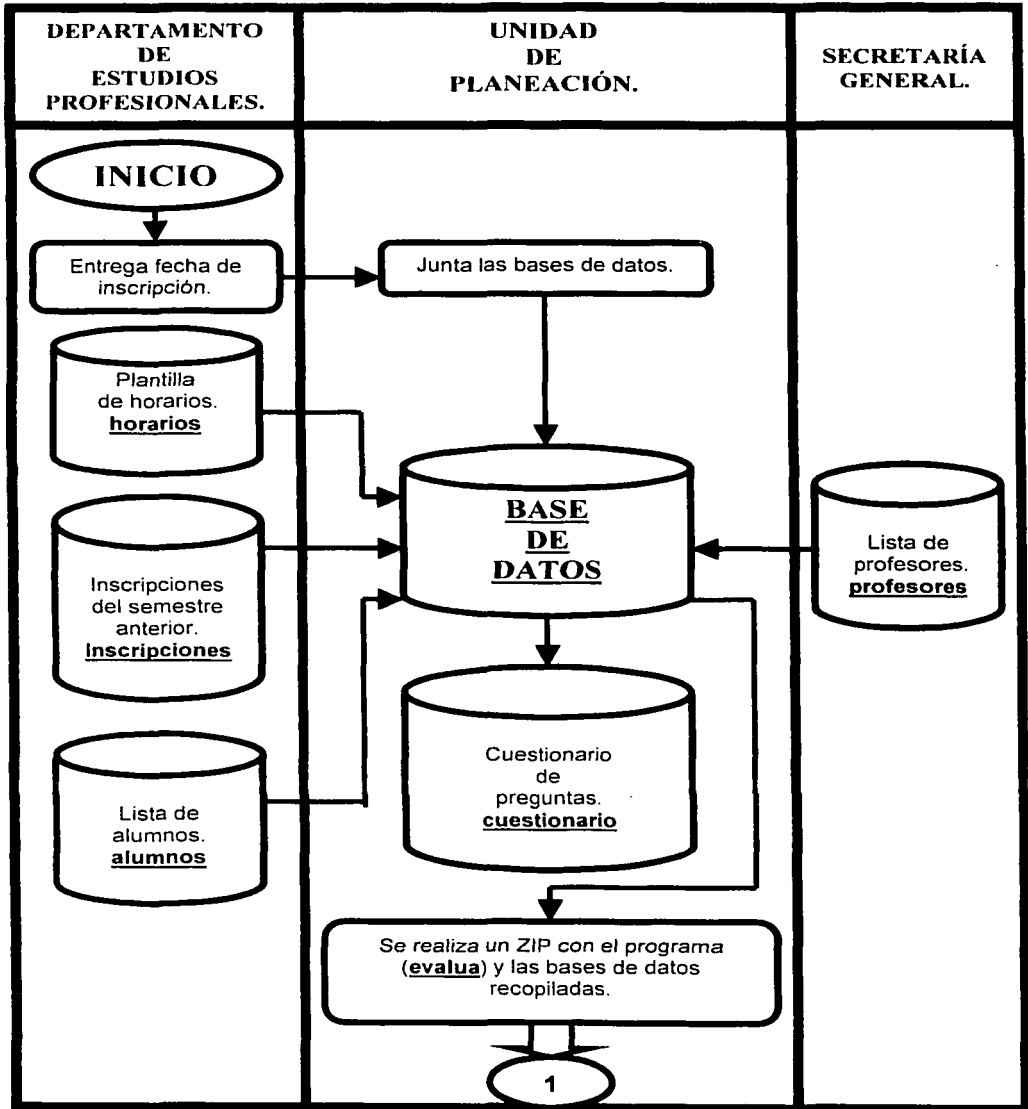 DEPARTAMENTO
DE
ESTUDIOS
PROFESIONALES.
UNIDAD
DE
PLANEACIÓN.
SECRETARÍA
GENERAL.
INICIO
Entrega fecha de
inscripción.
Junta las bases de datos.
Plantilla
de horarios.
horarios
BASE
DE
DATOS
Lista de
profesores.
profesores
Inscripciones
del semestre
anterior.
Inscripciones
Cuestionario
de
preguntas.
cuestionario
Lista de
alumnos.
alumnos
Se realiza un ZIP con el programa
(evalua) y las bases de datos
recopiladas.
1